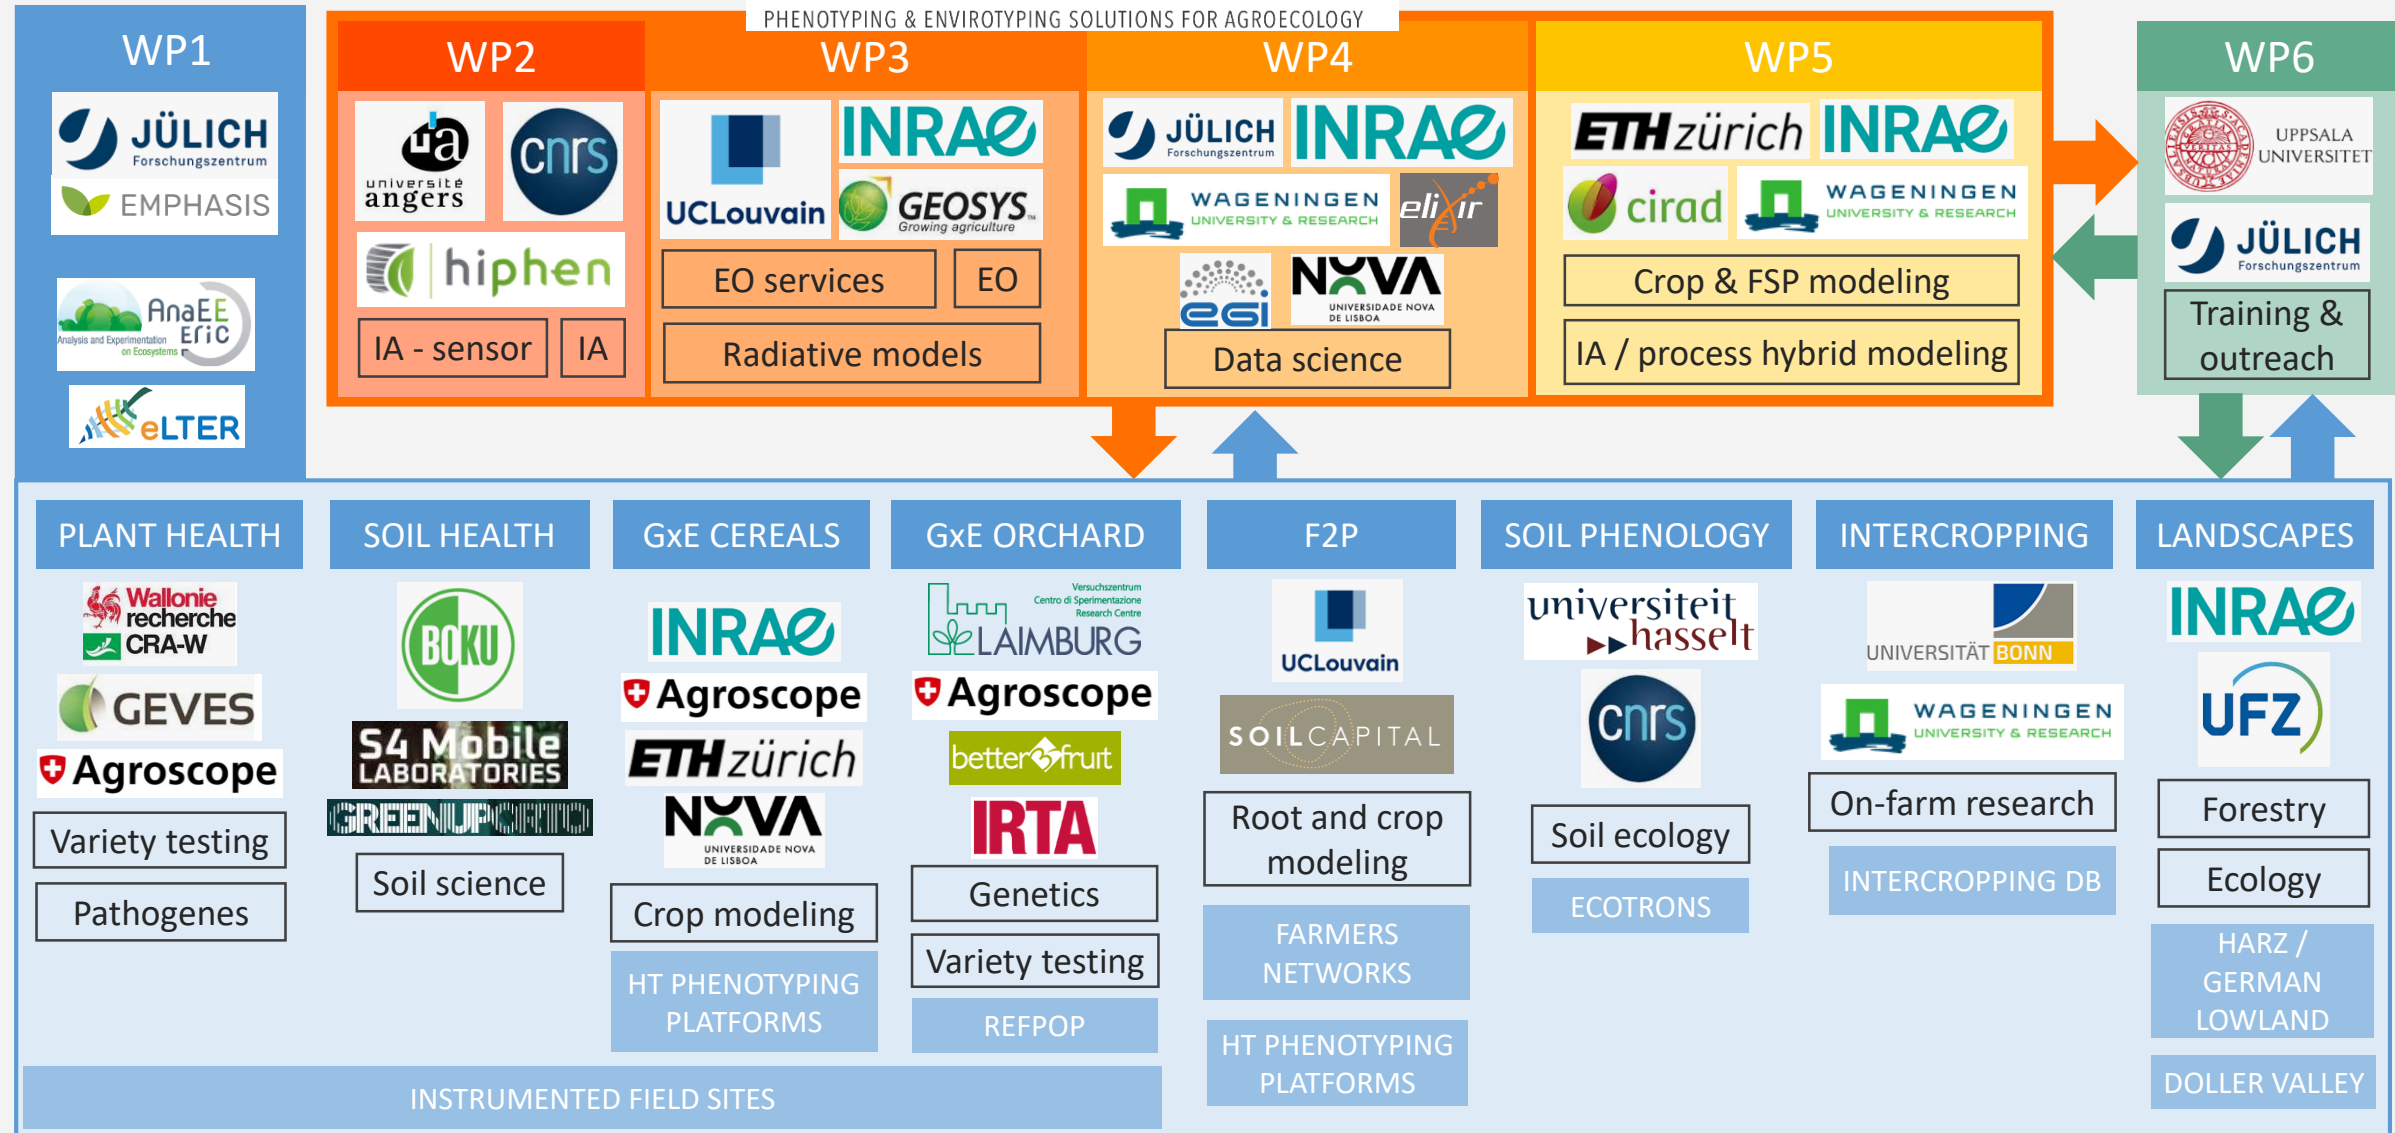 PHENOTYPING & ENVIROTYPING SOLUTIONS FOR AGROECOLOGY
WP1
JÜLICH
Forschungszentrum
EMPHASIS
AnaEE
ERIC
Analysis and Experimentation
on Ecosystems
eLTER
WP2
ua
université
angers
cnrs
hiphen
IA - sensor
IA
WP3
UCLouvain
INRAE
GEOSYS
Growing agriculture
EO services
EO
Radiative models
WP4
JÜLICH
Forschungszentrum
INRAE
WAGENINGEN
UNIVERSITY & RESEARCH
elixir
egi
NOVA
UNIVERSIDADE NOVA
DE LISBOA
Data science
WP5
ETH zürich
INRAE
cirad
WAGENINGEN
UNIVERSITY & RESEARCH
Crop & FSP modeling
IA / process hybrid modeling
WP6
UPPSALA
UNIVERSITET
JÜLICH
Forschungszentrum
Training &
outreach
PLANT HEALTH
Wallonie
recherche
CRA-W
GEVES
Agroscope
Variety testing
Pathogenes
SOIL HEALTH
BOKU
S4 Mobile
LABORATORIES
GREENUPORTO
Soil science
GxE CEREALS
INRAE
Agroscope
ETH zürich
NOVA
UNIVERSIDADE NOVA
DE LISBOA
Crop modeling
HT PHENOTYPING
PLATFORMS
GxE ORCHARD
Versuchszentrum
Centro di Sperimentazione
Research Centre
LAIMBURG
Agroscope
better3fruit
IRTA
Genetics
Variety testing
REFPOP
INSTRUMENTED FIELD SITES
F2P
UCLouvain
SOILCAPITAL
Root and crop
modeling
FARMERS
NETWORKS
HT PHENOTYPING
PLATFORMS
SOIL PHENOLOGY
universiteit
hasselt
cnrs
Soil ecology
ECOTRONS
INTERCROPPING
UNIVERSITÄT BONN
WAGENINGEN
UNIVERSITY & RESEARCH
On-farm research
INTERCROPPING DB
LANDSCAPES
INRAE
UFZ
Forestry
Ecology
HARZ /
GERMAN
LOWLAND
DOLLER VALLEY